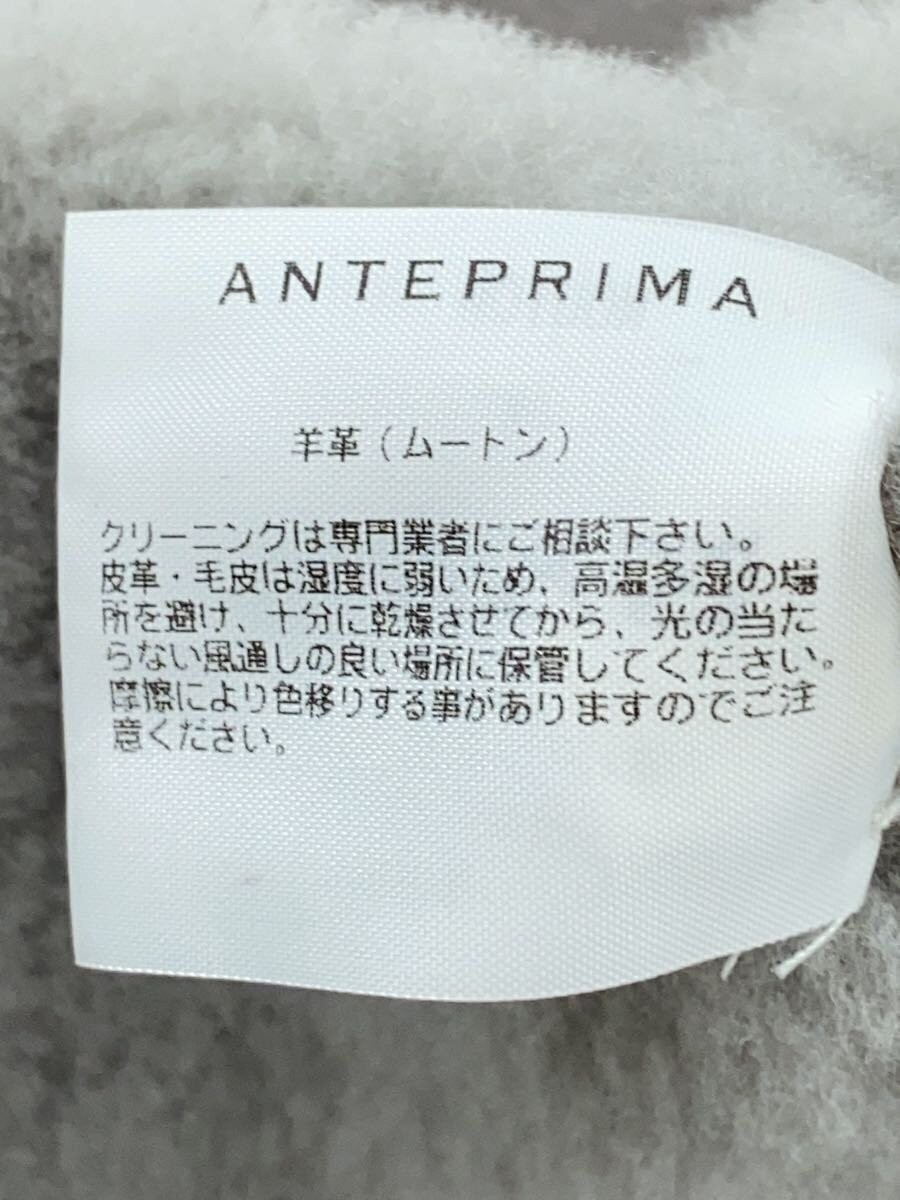 ANTEPRIMA
羊革（ムートン）
クリーニングは専門業者にご相談下さい。
皮革・毛皮は湿度に弱いため、高温多湿の場
所を避け、十分に乾燥させてから、光の当た
らない風通しの良い場所に保管してください。
摩擦により色移りする事がありますのでご注
意ください。